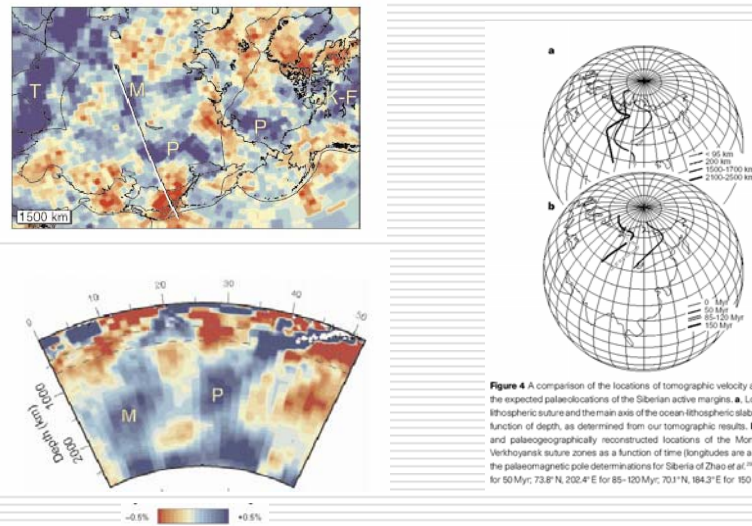 T
M
P
P
K-F
1500 km
0
10
20
30
40
50
1000
2000
Depth (km)
M
P
-0.5%
+0.5%
a
< 95 km
200 km
1500-1700 km
2100-2500 km
b
0 Myr
50 Myr
85-120 Myr
150 Myr
Figure 4 A comparison of the locations of tomographic velocity a
the expected palaeolocations of the Siberian active margins. a, Lo
lithospheric suture and the main axis of the ocean-lithospheric slab
function of depth, as determined from our tomographic results.
and palaeogeographically reconstructed locations of the Mon
Verkhoyansk suture zones as a function of time (longitudes are a
the palaeomagnetic pole determinations for Siberia of Zhao et al.
for 50 Myr; 73.8° N, 202.4° E for 85–120 Myr; 70.1° N, 184.3° E for 150